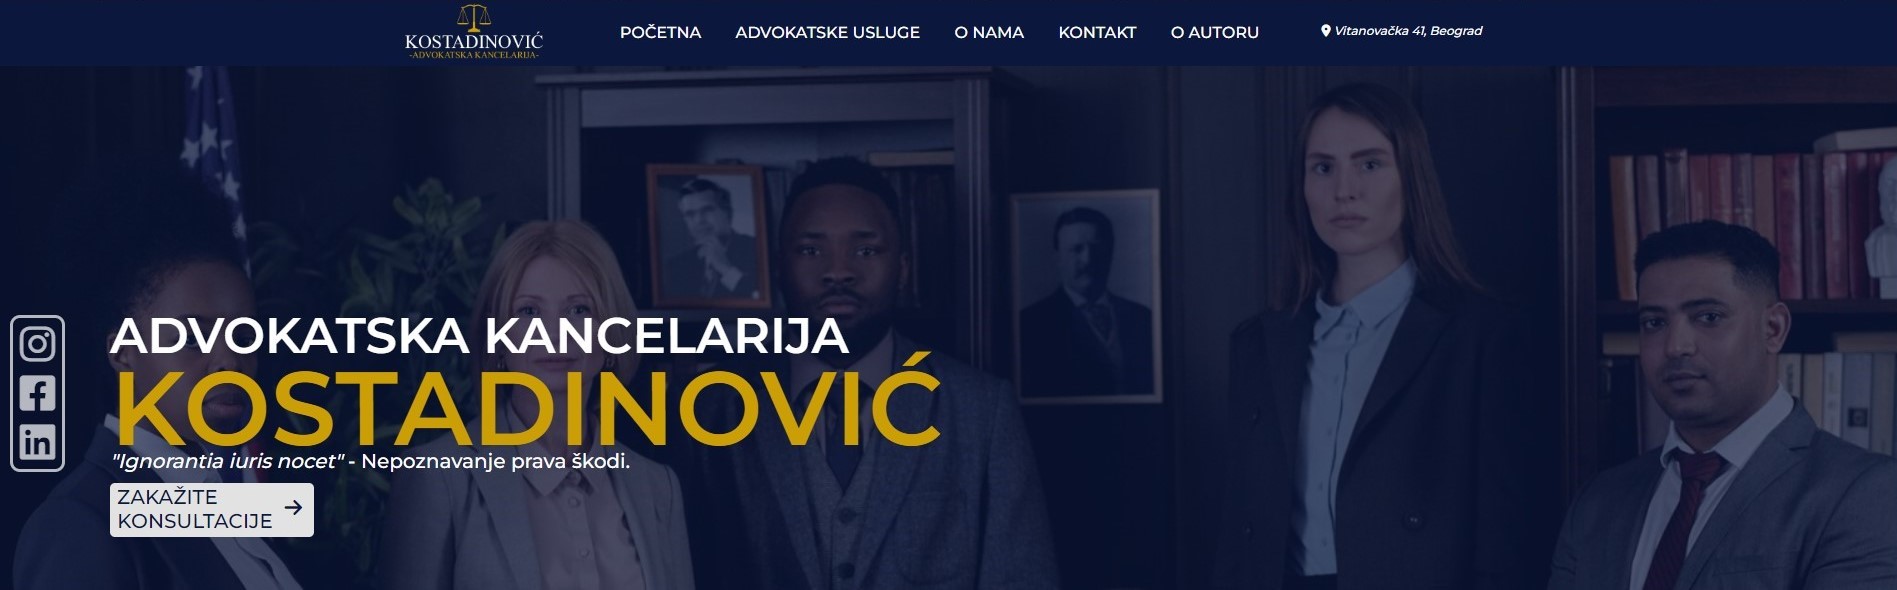 KOSTADINOVIĆ
-ADVOKATSKA KANCELARIJA-
POČETNA
ADVOKATSKE USLUGE
O NAMA
KONTAKT
O AUTORU
Vitanovačka 41, Beograd
ADVOKATSKA KANCELARIJA
KOSTADINOVIĆ
"Ignorantia iuris nocet" - Nepoznavanje prava škodi.
ZAKAŽITE
KONSULTACIJE